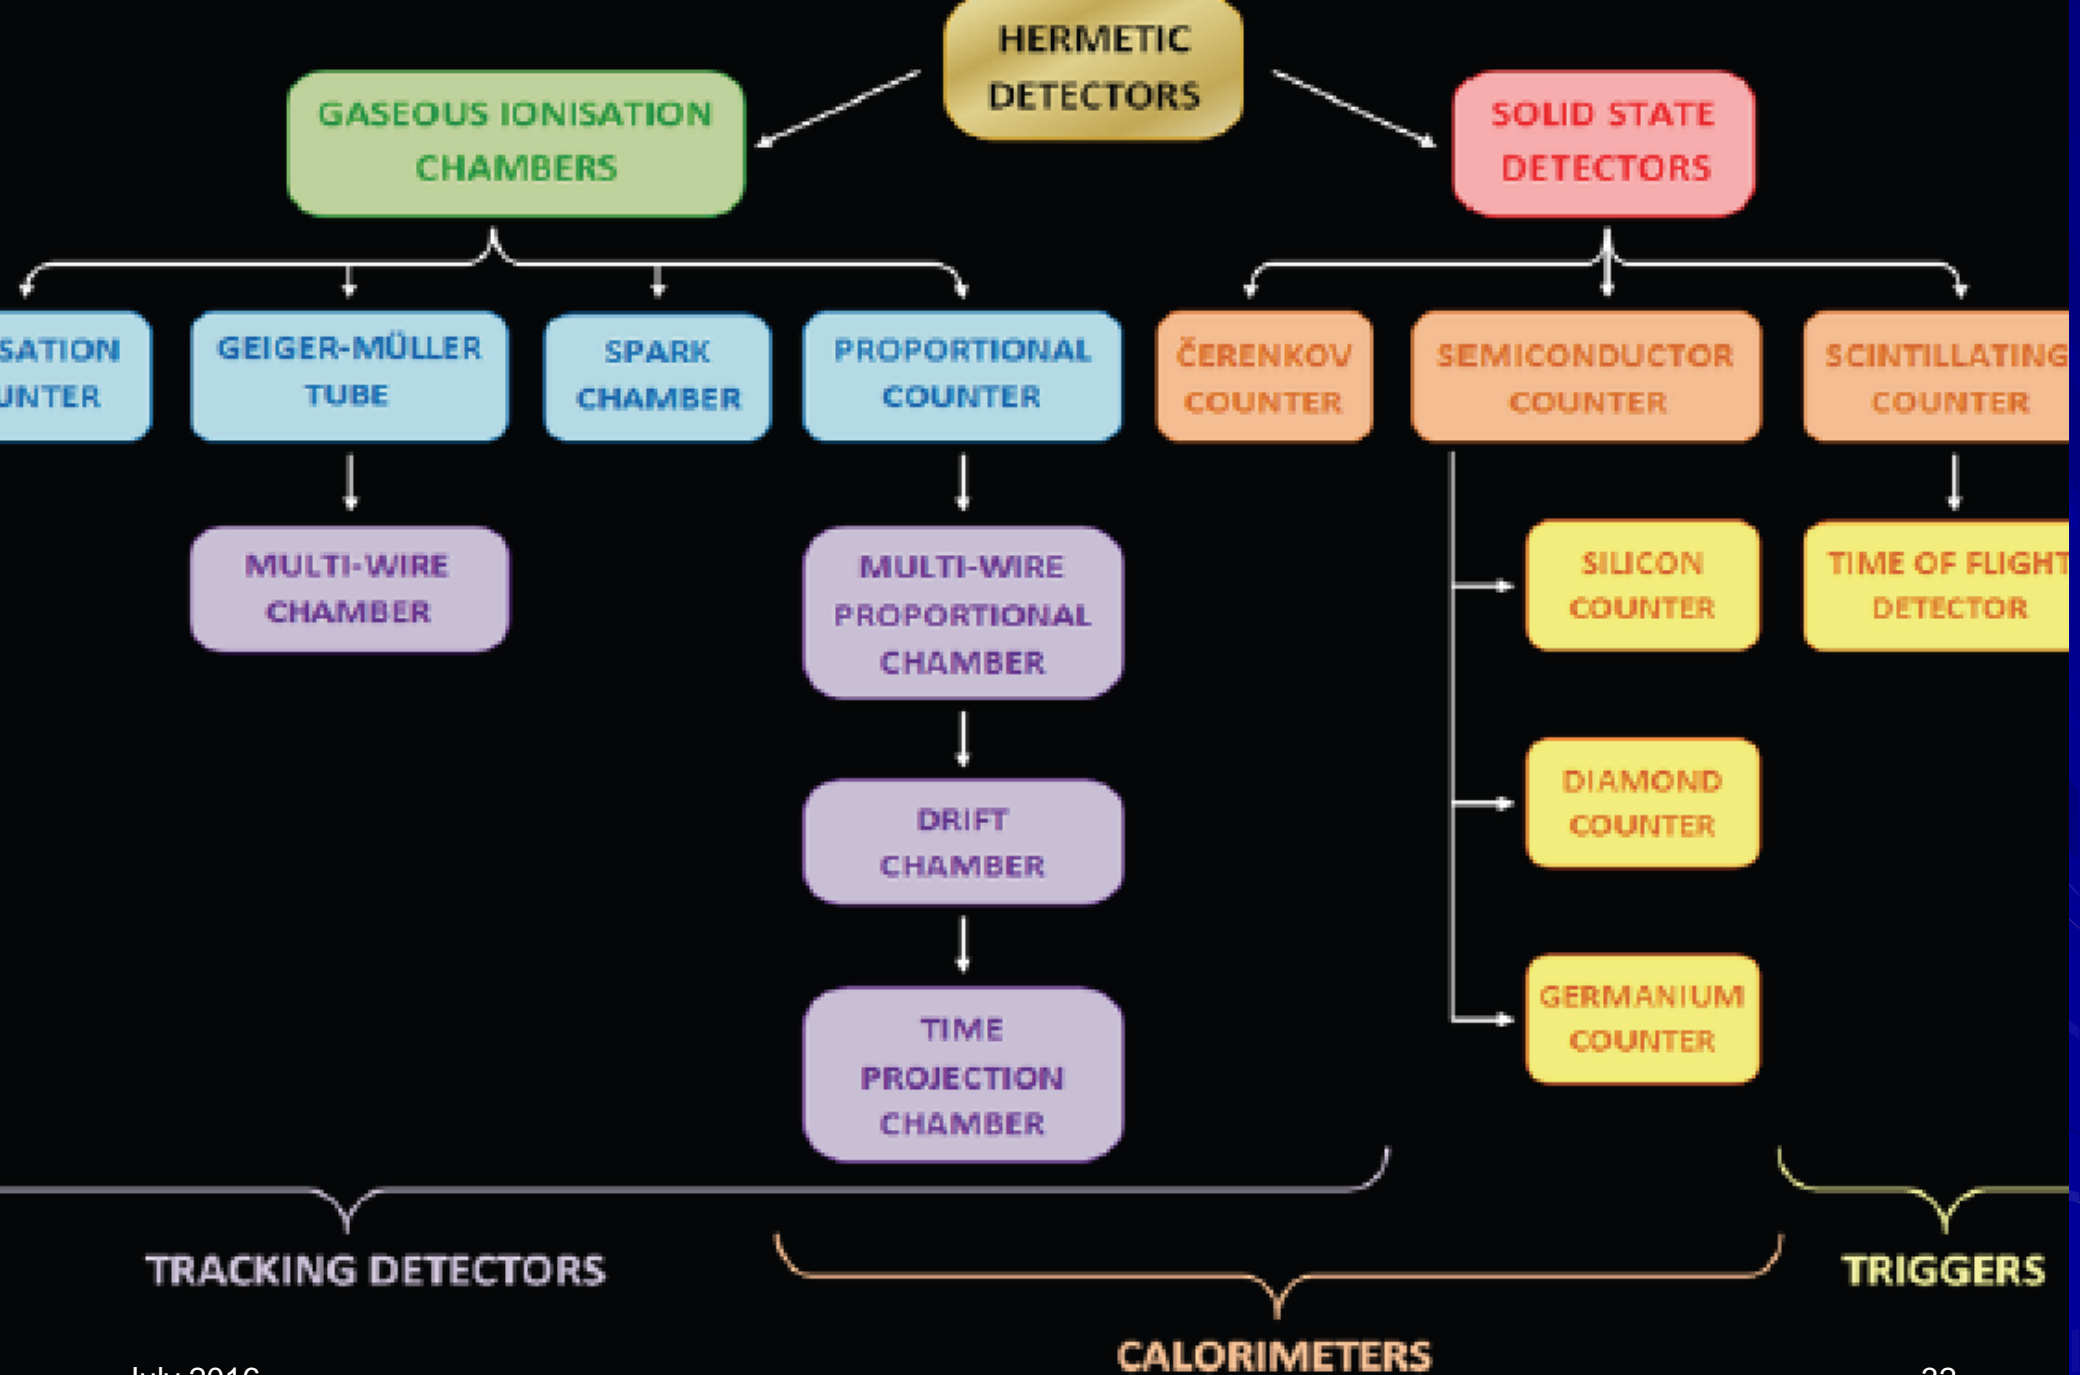 HERMETIC
DETECTORS
GASEOUS IONISATION
CHAMBERS
SOLID STATE
DETECTORS
SATION
UNTER
GEIGER-MÜLLER
TUBE
SPARK
CHAMBER
PROPORTIONAL
COUNTER
ČERENKOV
COUNTER
SEMICONDUCTOR
COUNTER
SCINTILLATING
COUNTER
MULTI-WIRE
CHAMBER
MULTI-WIRE
PROPORTIONAL
CHAMBER
SILICON
COUNTER
TIME OF FLIGHT
DETECTOR
DRIFT
CHAMBER
DIAMOND
COUNTER
TIME
PROJECTION
CHAMBER
GERMANIUM
COUNTER
TRACKING DETECTORS
TRIGGERS
CALORIMETERS
July 2016